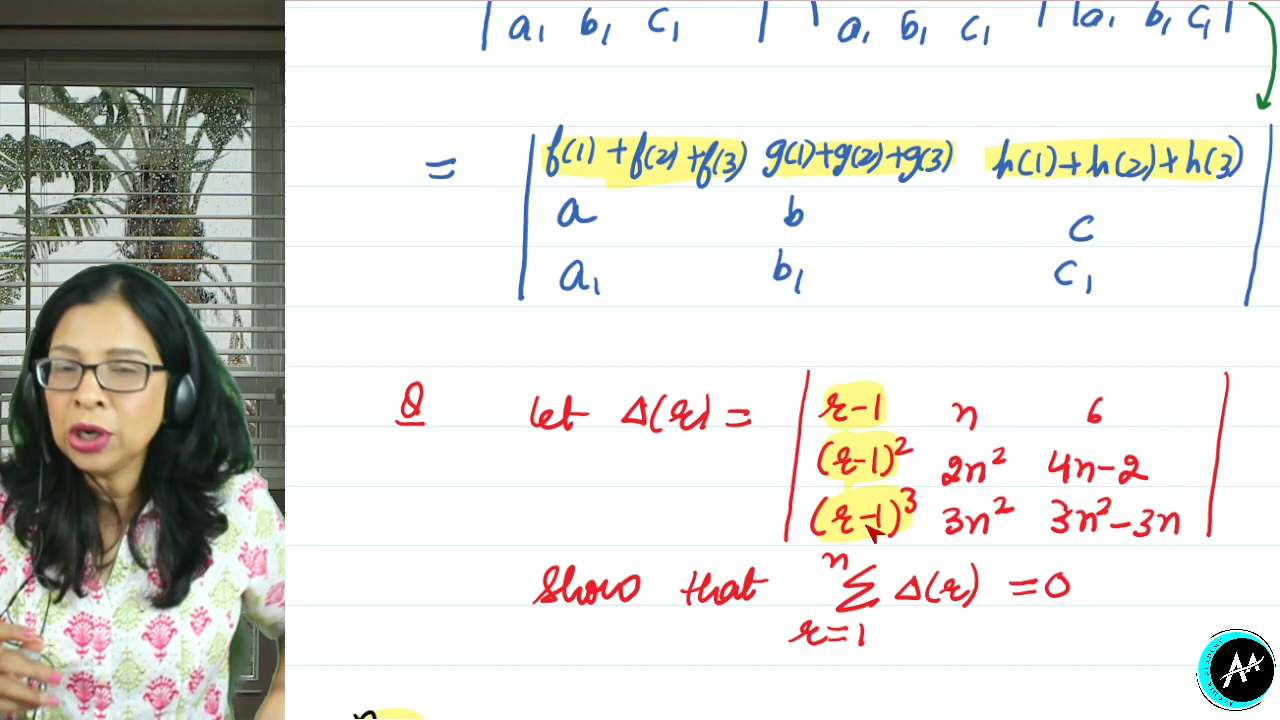 | a₁ b₁ c₁ | | a₁ b₁ c₁ | | a₁ b₁ c₁ |
= | f(1) + f(2) + f(3) g(1)+g(2)+g(3) h(1)+h(2)+h(3) |
a b c
a₁ b₁ c₁
Q let Δ(r) = | r-1 n 6 |
(r-1)² 2n² 4n-2
(r-1)³ 3n² 3n²-3n
Show that n
Σ Δ(r) = 0
r=1